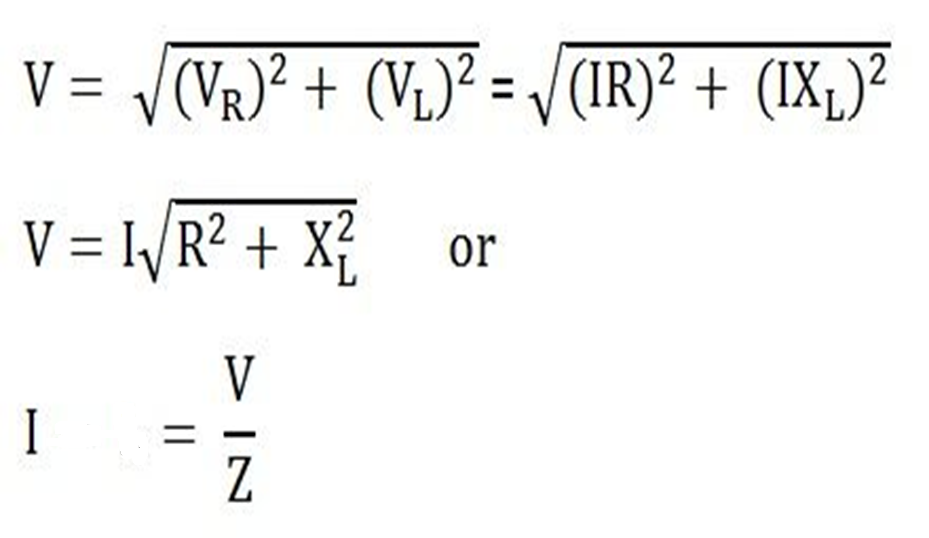 V = √(V_R)² + (V_L)² = √(IR)² + (IX_L)²
V = I√R² + X_L² or
I = V/Z